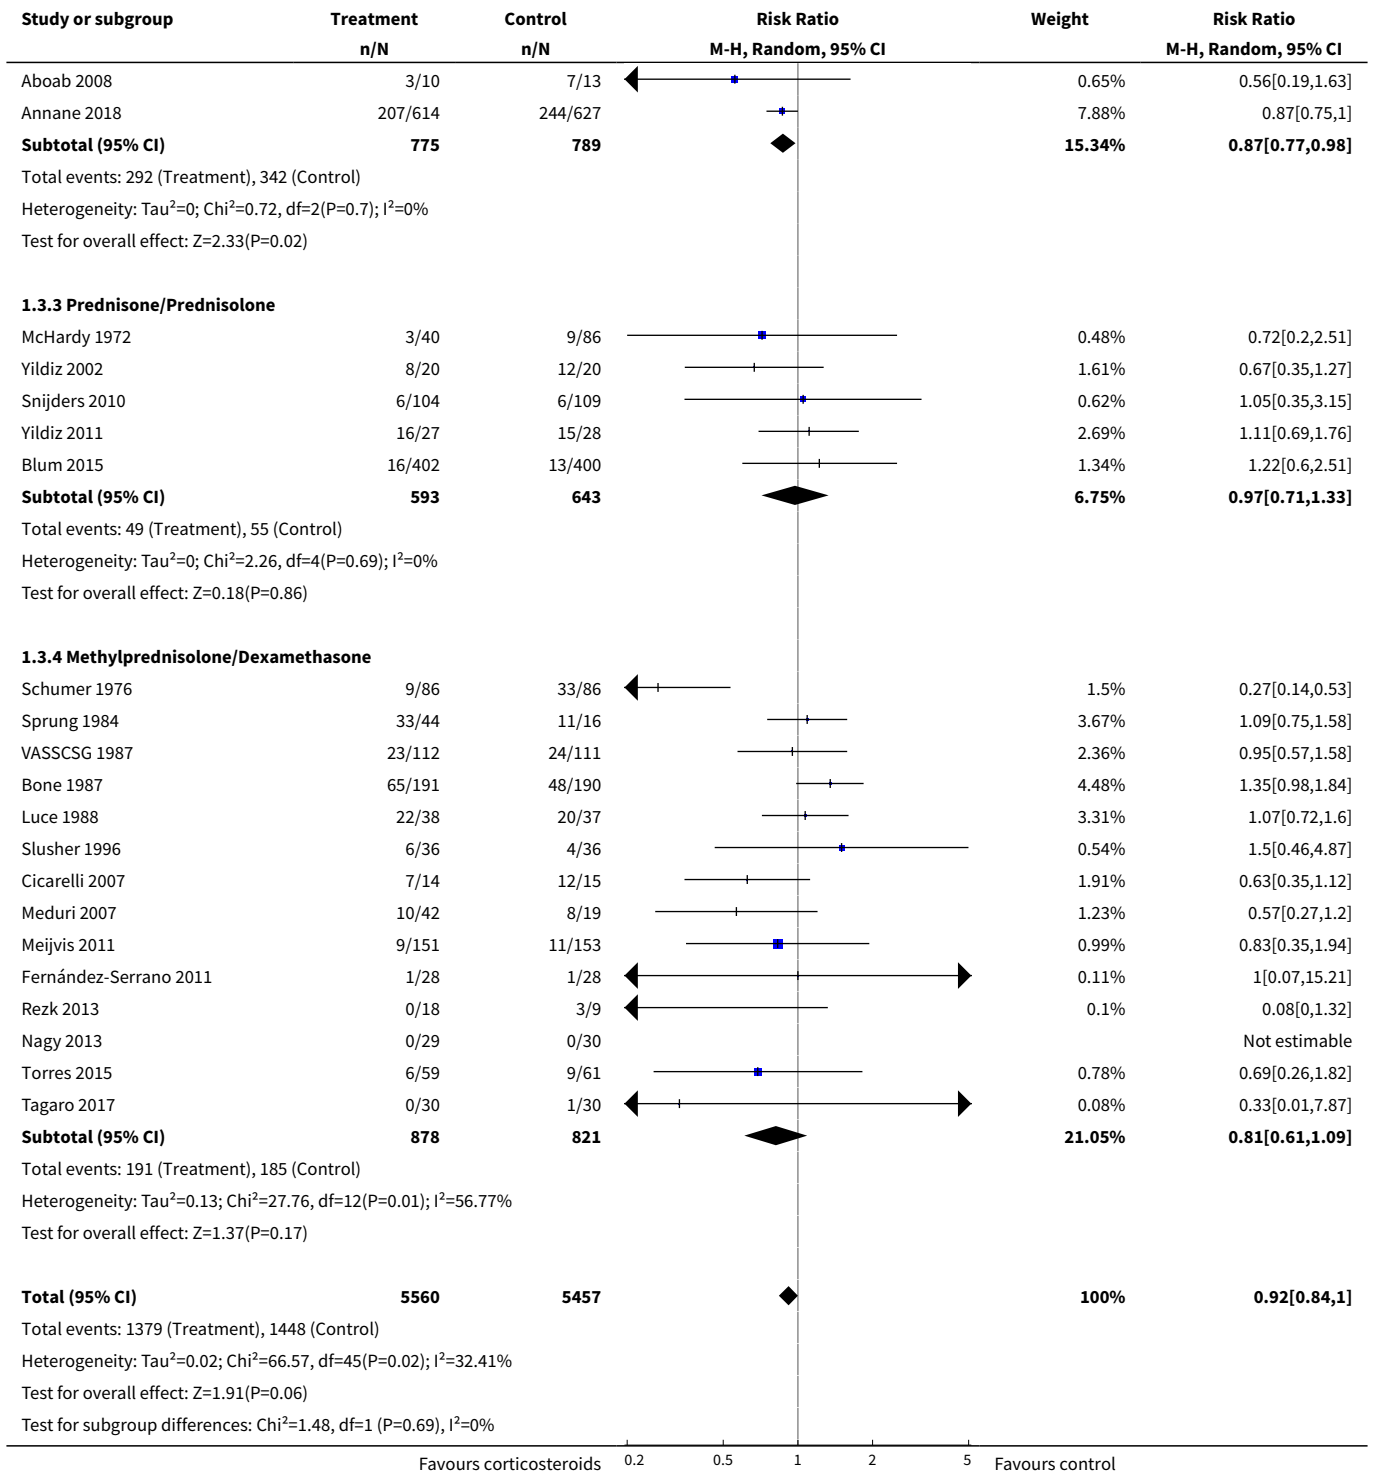 Study or subgroup Treatment Control Risk Ratio Weight Risk Ratio
n/N n/N M-H, Random, 95% CI M-H, Random, 95% CI
Aboab 2008 3/10 7/13 0.65% 0.56[0.19,1.63]
Annane 2018 207/614 244/627 7.88% 0.87[0.75,1]
Subtotal (95% CI) 775 789 15.34% 0.87[0.77,0.98]
Total events: 292 (Treatment), 342 (Control)
Heterogeneity: Tau²=0; Chi²=0.72, df=2(P=0.7); I²=0%
Test for overall effect: Z=2.33(P=0.02)
1.3.3 Prednisone/Prednisolone
McHardy 1972 3/40 9/86 0.48% 0.72[0.2,2.51]
Yildiz 2002 8/20 12/20 1.61% 0.67[0.35,1.27]
Snijders 2010 6/104 6/109 0.62% 1.05[0.35,3.15]
Yildiz 2011 16/27 15/28 2.69% 1.11[0.69,1.76]
Blum 2015 16/402 13/400 1.34% 1.22[0.6,2.51]
Subtotal (95% CI) 593 643 6.75% 0.97[0.71,1.33]
Total events: 49 (Treatment), 55 (Control)
Heterogeneity: Tau²=0; Chi²=2.26, df=4(P=0.69); I²=0%
Test for overall effect: Z=0.18(P=0.86)
1.3.4 Methylprednisolone/Dexamethasone
Schumer 1976 9/86 33/86 1.5% 0.27[0.14,0.53]
Sprung 1984 33/44 11/16 3.67% 1.09[0.75,1.58]
VASSCSG 1987 23/112 24/111 2.36% 0.95[0.57,1.58]
Bone 1987 65/191 48/190 4.48% 1.35[0.98,1.84]
Luce 1988 22/38 20/37 3.31% 1.07[0.72,1.6]
Slusher 1996 6/36 4/36 0.54% 1.5[0.46,4.87]
Cicarelli 2007 7/14 12/15 1.91% 0.63[0.35,1.12]
Meduri 2007 10/42 8/19 1.23% 0.57[0.27,1.2]
Meijvis 2011 9/151 11/153 0.99% 0.83[0.35,1.94]
Fernández-Serrano 2011 1/28 1/28 0.11% 1[0.07,15.21]
Rezk 2013 0/18 3/9 0.1% 0.08[0,1.32]
Nagy 2013 0/29 0/30 Not estimable
Torres 2015 6/59 9/61 0.78% 0.69[0.26,1.82]
Tagaro 2017 0/30 1/30 0.08% 0.33[0.01,7.87]
Subtotal (95% CI) 878 821 21.05% 0.81[0.61,1.09]
Total events: 191 (Treatment), 185 (Control)
Heterogeneity: Tau²=0.13; Chi²=27.76, df=12(P=0.01); I²=56.77%
Test for overall effect: Z=1.37(P=0.17)
Total (95% CI) 5560 5457 100% 0.92[0.84,1]
Total events: 1379 (Treatment), 1448 (Control)
Heterogeneity: Tau²=0.02; Chi²=66.57, df=45(P=0.02); I²=32.41%
Test for overall effect: Z=1.91(P=0.06)
Test for subgroup differences: Chi²=1.48, df=1 (P=0.69), I²=0%
Favours corticosteroids 0.2 0.5 1 2 5 Favours control